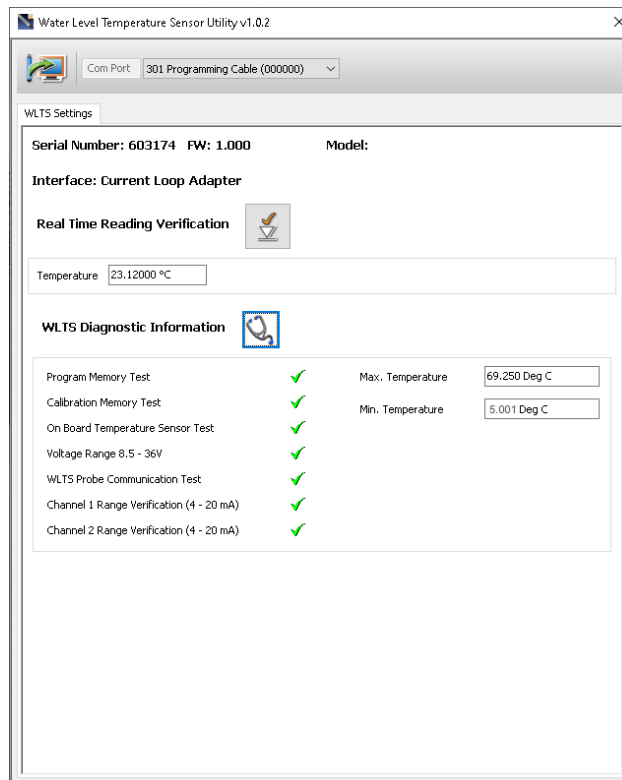 Water Level Temperature Sensor Utility v1.0.2
Com Port 301 Programming Cable (000000)
WLTS Settings
Serial Number: 603174 FW: 1.000 Model:
Interface: Current Loop Adapter
Real Time Reading Verification
Temperature 23.12000 °C
WLTS Diagnostic Information
Program Memory Test Max. Temperature 69.250 Deg C
Calibration Memory Test Min. Temperature 5.001 Deg C
On Board Temperature Sensor Test
Voltage Range 8.5 - 36V
WLTS Probe Communication Test
Channel 1 Range Verification (4 - 20 mA)
Channel 2 Range Verification (4 - 20 mA)